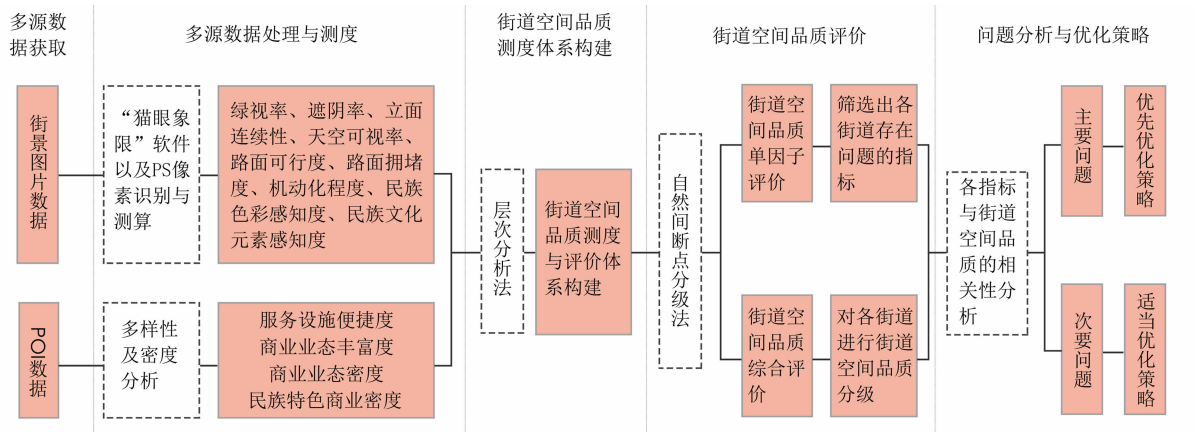 多源数
据获取
多源数据处理与测度
街道空间品质
测度体系构建
街道空间品质评价
问题分析与优化策略
街景图片数据
“猫眼象
限”软件
以及PS像
素识别与
测算
绿视率、遮阴率、立面
连续性、天空可视率、
路面可行度、路面拥堵
度、机动化程度、民族
色彩感知度、民族文化
元素感知度
POI数据
多样性
及密度
分析
服务设施便捷度
商业业态丰富度
商业业态密度
民族特色商业密度
层次分析法
街道空间
品质测度
与评价体
系构建
自然间断点分级法
街道空
间品质
单因子
评价
筛选出各
街道存在
问题的指
标
街道空
间品质
综合评
价
对各街道
进行街道
空间品质
分级
各指标
与街道
空间品
质的相
关性分
析
主要问题
优先优化策略
次要问题
适当优化策略